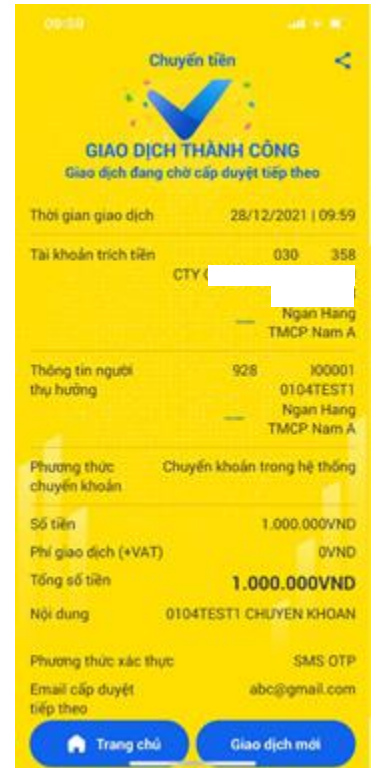 09:59
Chuyển tiền
GIAO DỊCH THÀNH CÔNG
Giao dịch đang chờ cấp duyệt tiếp theo
Thời gian giao dịch 28/12/2021 | 09:59
Tài khoản trích tiền 030 358
CTY
Ngan Hang
TMCP Nam A
Thông tin người 928 I00001
thụ hưởng 0104TEST1
Ngan Hang
TMCP Nam A
Phương thức Chuyển khoản trong hệ thống
chuyển khoản
Số tiền 1.000.000VND
Phí giao dịch (+VAT) 0VND
Tổng số tiền 1.000.000VND
Nội dung 0104TEST1 CHUYEN KHOAN
Phương thức xác thực SMS OTP
Email cấp duyệt abc@gmail.com
tiếp theo
Trang chủ Giao dịch mới